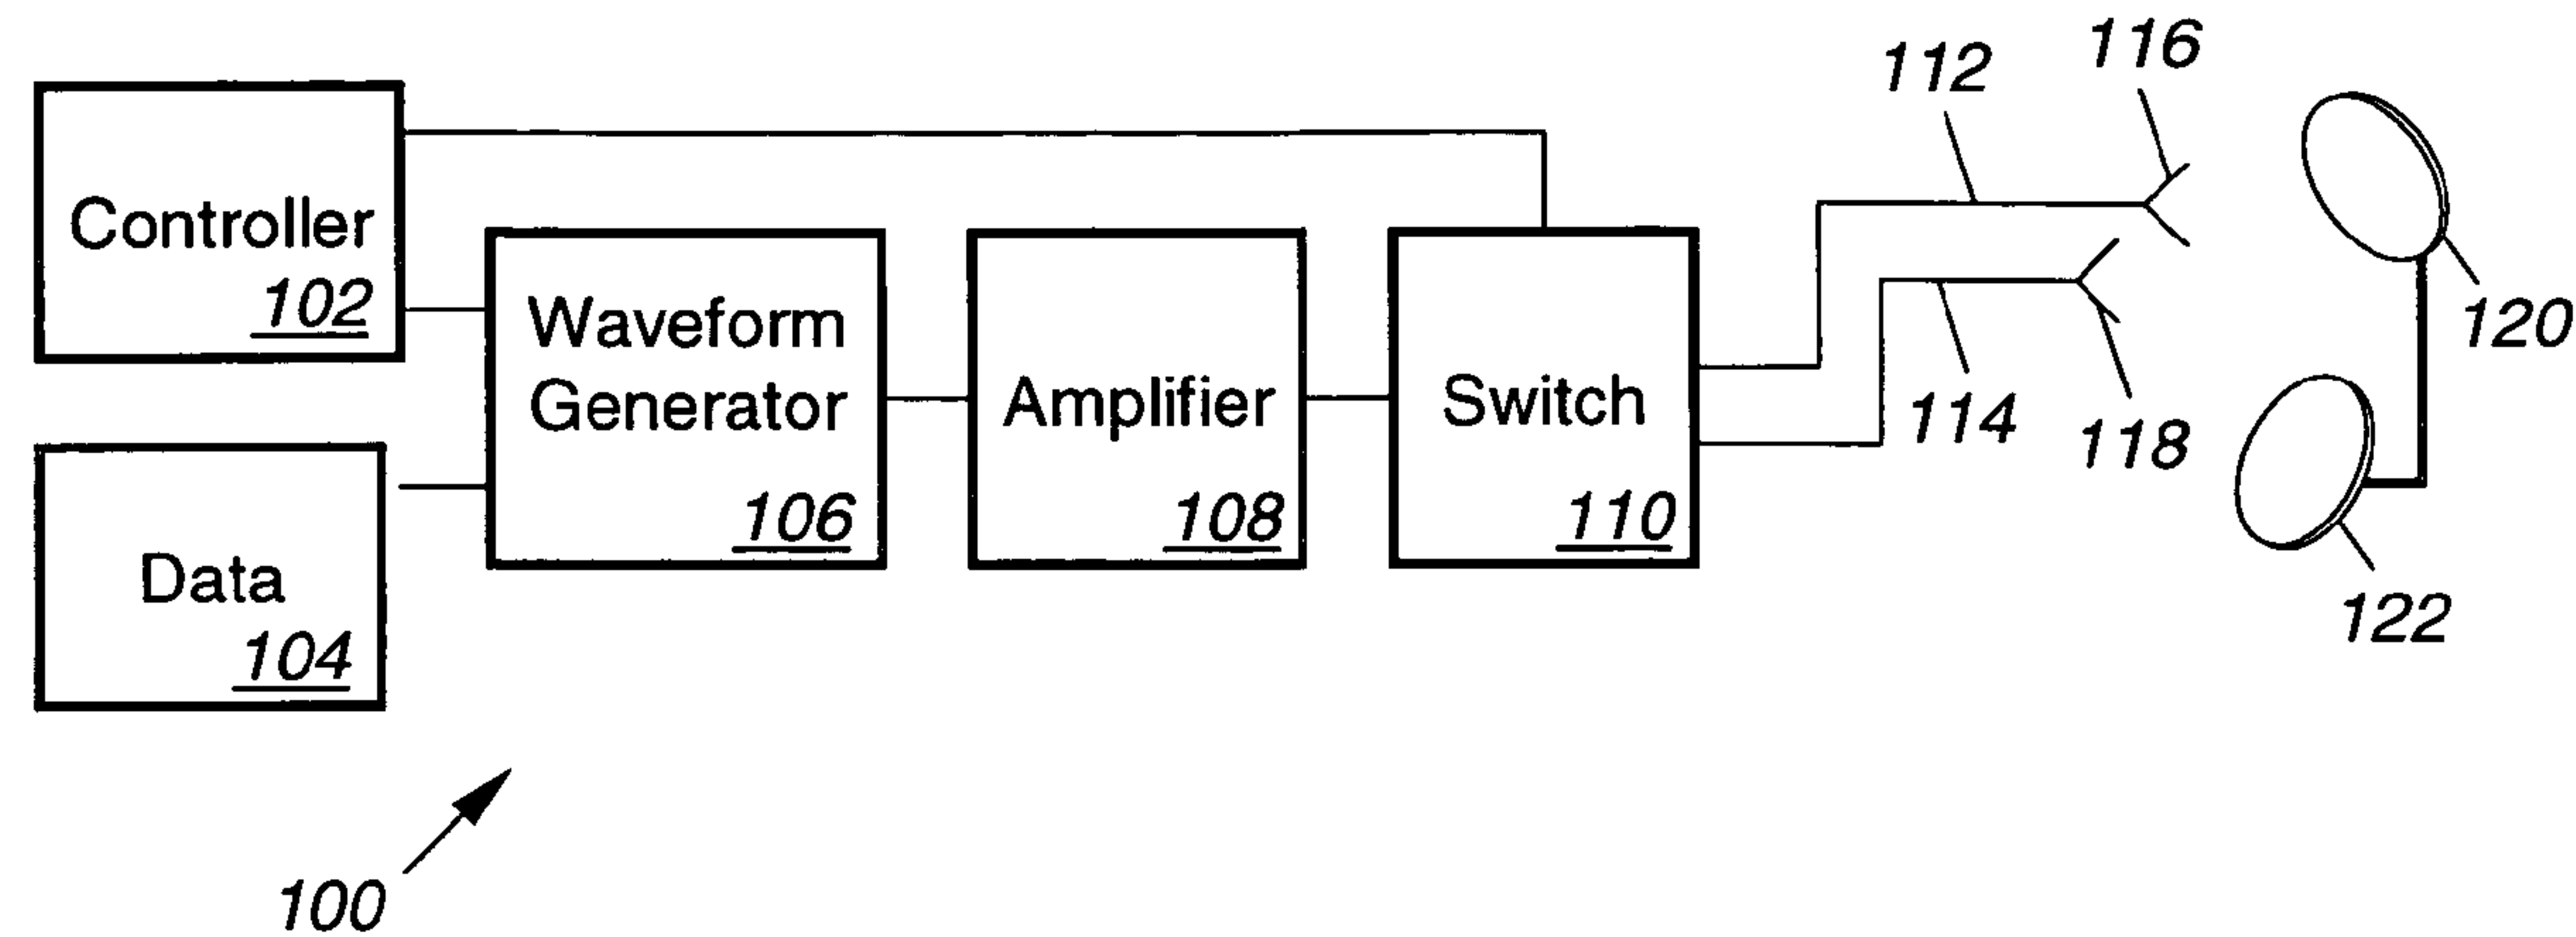 116
112
Controller
102
120
Waveform
Generator
106
Amplifier
108
Switch
110
114
118
Data
104
122
100